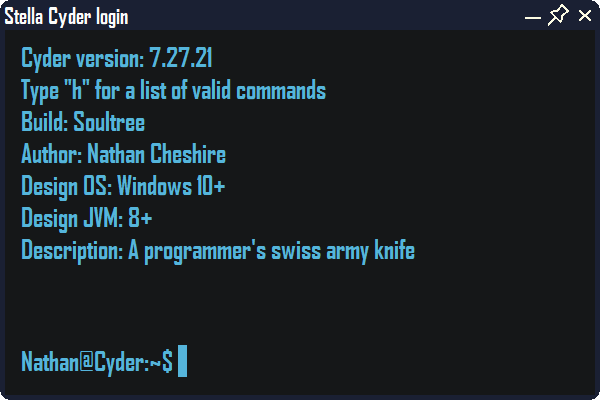 Stella Cyder login
Cyder version: 7.27.21
Type "h" for a list of valid commands
Build: Soultree
Author: Nathan Cheshire
Design OS: Windows 10+
Design JVM: 8+
Description: A programmer's swiss army knife
Nathan@Cyder:~$